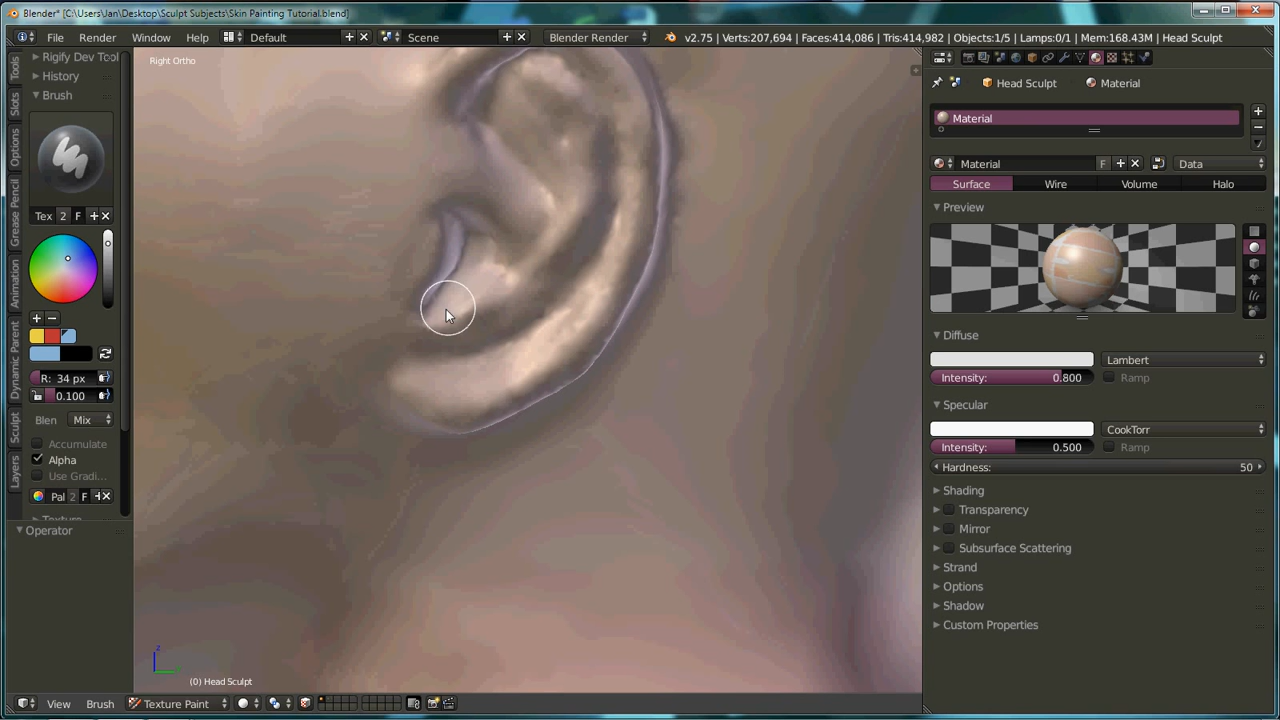 Blender* [C:\Users\Ian\Desktop\Sculpt Subjects\Skin Painting Tutorial.blend]
File Render Window Help Default Scene Blender Render v2.75 | Verts:207,694 | Faces:414,086 | Tris:414,982 | Objects:1/5 | Lamps:0/1 | Mem:168.43M | Head Sculpt
Tools
Slots
Options
Grease Pencil
Animation
Dynamic Parent
Sculpt
Layers
Rigify Dev Tool
History
Brush
Tex 2 F
R: 34 px
0.100
Blen Mix
Accumulate
Alpha
Use Gradi...
Pal 2 F
Texture
Operator
Right Ortho
(0) Head Sculpt
z
View Brush Texture Paint
Head Sculpt Material
Material
Material F Data
Surface Wire Volume Halo
Preview
Diffuse
Lambert
Intensity: 0.800 Ramp
Specular
CookTorr
Intensity: 0.500 Ramp
Hardness: 50
Shading
Transparency
Mirror
Subsurface Scattering
Strand
Options
Shadow
Custom Properties